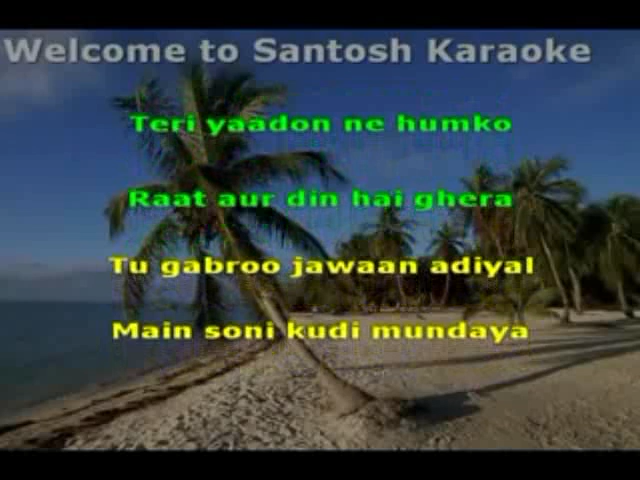 Welcome to Santosh Karaoke
Teri yaadon ne humko
Raat aur din hai ghera
Tu gabroo jawaan adiyal
Main soni kudi mundaya